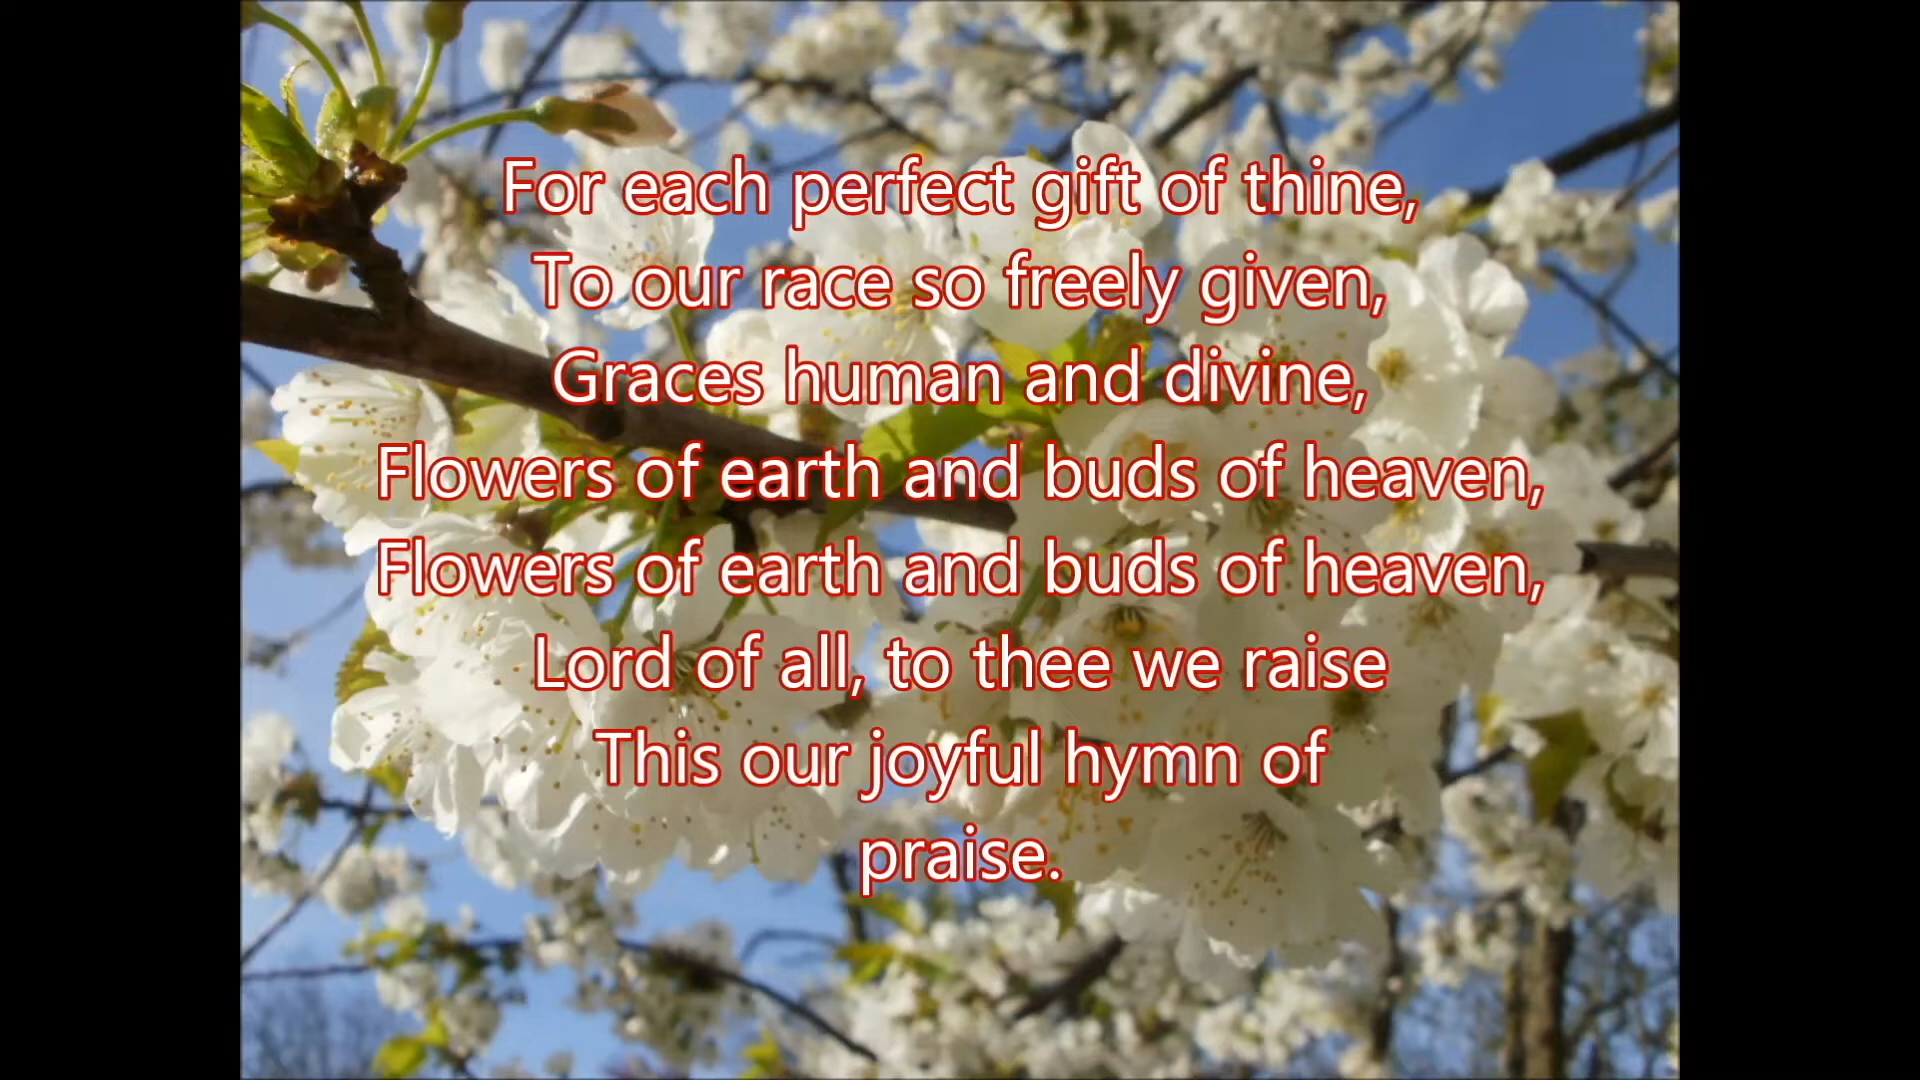 For each perfect gift of thine,
To our race so freely given,
Graces human and divine,
Flowers of earth and buds of heaven,
Flowers of earth and buds of heaven,
Lord of all, to thee we raise
This our joyful hymn of
praise.